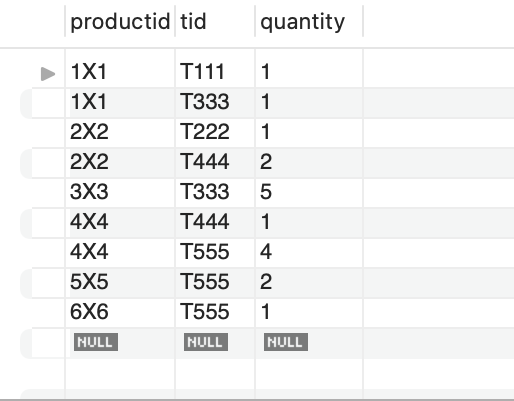 productid tid quantity
1X1 T111 1
1X1 T333 1
2X2 T222 1
2X2 T444 2
3X3 T333 5
4X4 T444 1
4X4 T555 4
5X5 T555 2
6X6 T555 1
NULL NULL NULL